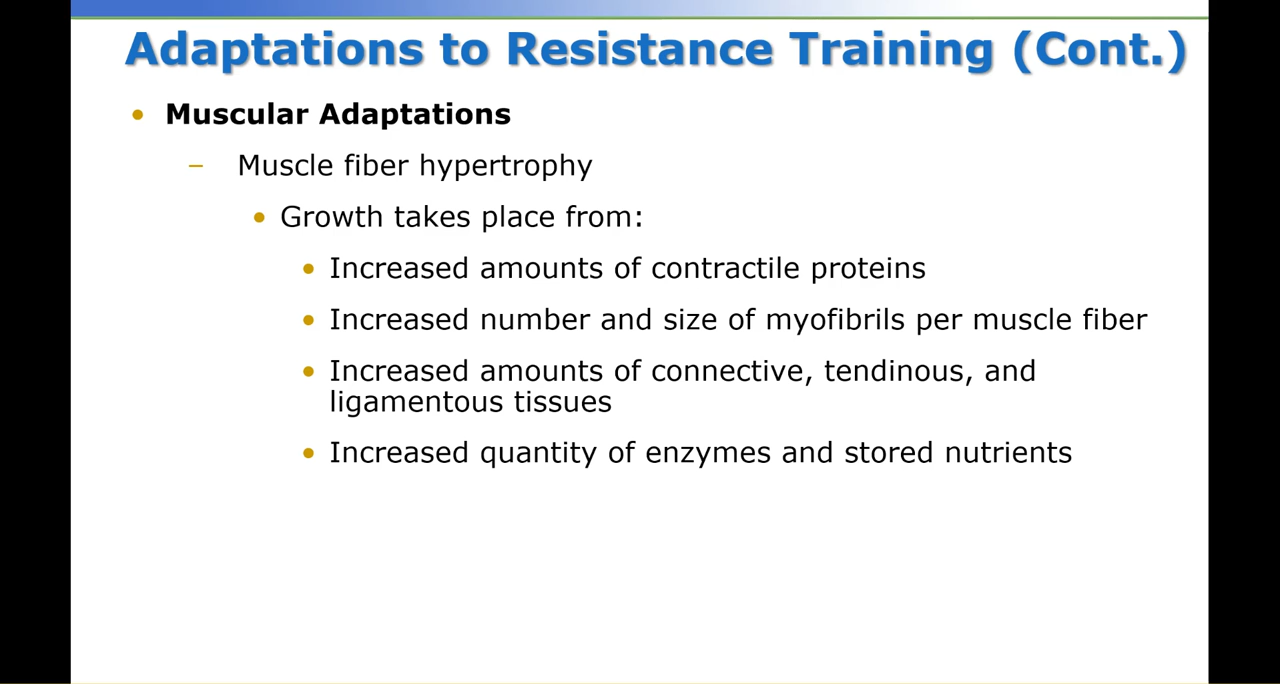 Adaptations to Resistance Training (Cont.)
• Muscular Adaptations
– Muscle fiber hypertrophy
• Growth takes place from:
• Increased amounts of contractile proteins
• Increased number and size of myofibrils per muscle fiber
• Increased amounts of connective, tendinous, and
ligamentous tissues
• Increased quantity of enzymes and stored nutrients